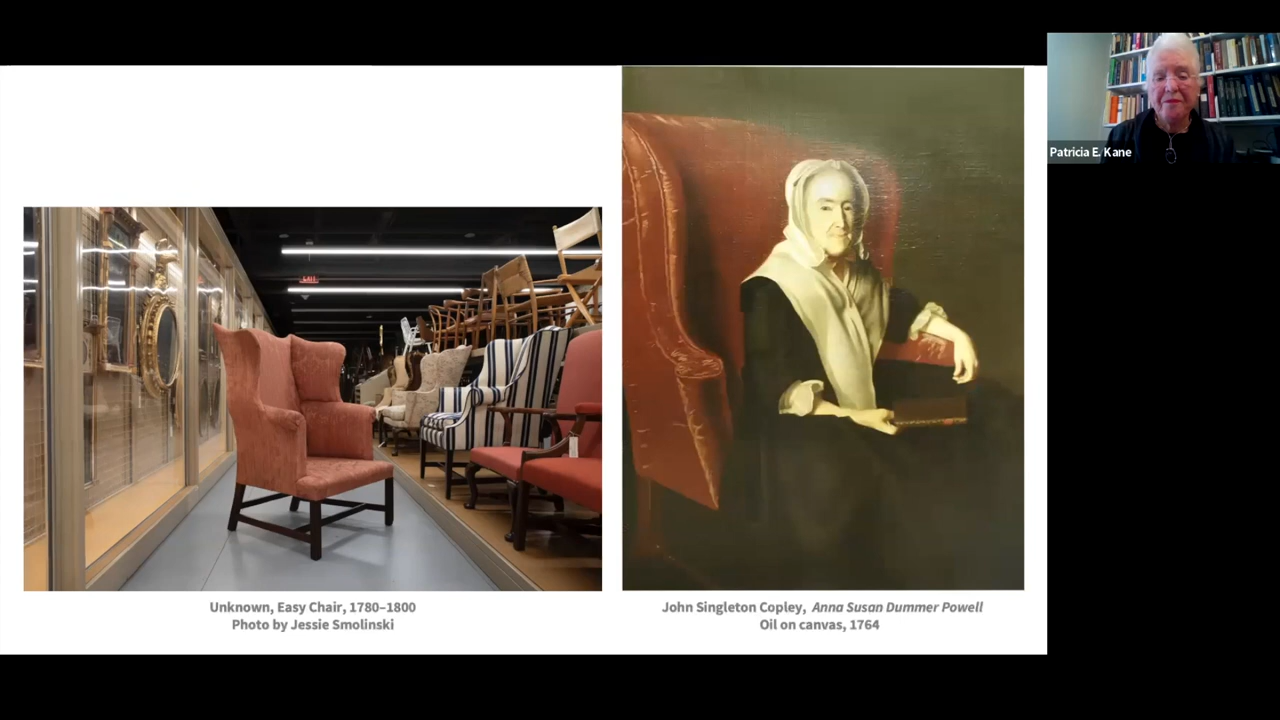 Patricia E. Kane
EXIT
Unknown, Easy Chair, 1780–1800
Photo by Jessie Smolinski
John Singleton Copley, Anna Susan Dummer Powell
Oil on canvas, 1764